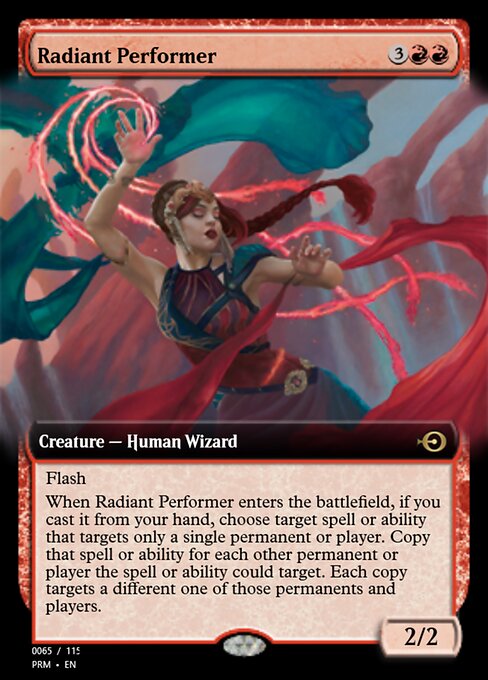 Radiant Performer 3
Creature — Human Wizard
Flash
When Radiant Performer enters the battlefield, if you
cast it from your hand, choose target spell or ability
that targets only a single permanent or player. Copy
that spell or ability for each other permanent or
player the spell or ability could target. Each copy
targets a different one of those permanents and
players.
2/2
0065 / 115
PRM • EN